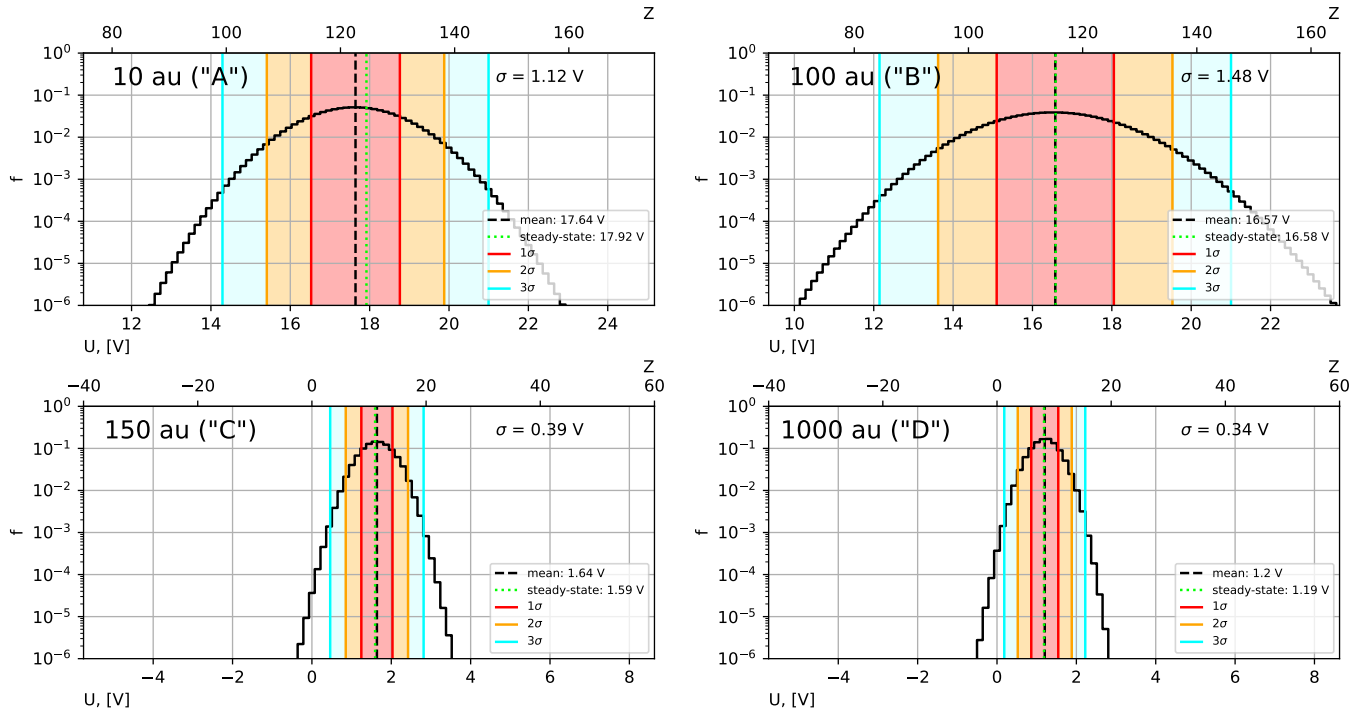 80 100 120 140 160 Z
10 au ("A")
σ = 1.12 V
f
10⁰
10⁻¹
10⁻²
10⁻³
10⁻⁴
10⁻⁵
10⁻⁶
mean: 17.64 V
steady-state: 17.92 V
1σ
2σ
3σ
12 14 16 18 20 22 24
U, [V]
80 100 120 140 160 Z
100 au ("B")
σ = 1.48 V
f
10⁰
10⁻¹
10⁻²
10⁻³
10⁻⁴
10⁻⁵
10⁻⁶
mean: 16.57 V
steady-state: 16.58 V
1σ
2σ
3σ
10 12 14 16 18 20 22
U, [V]
−40 −20 0 20 40 60 Z
150 au ("C")
σ = 0.39 V
f
10⁰
10⁻¹
10⁻²
10⁻³
10⁻⁴
10⁻⁵
10⁻⁶
mean: 1.64 V
steady-state: 1.59 V
1σ
2σ
3σ
−4 −2 0 2 4 6 8
U, [V]
−40 −20 0 20 40 60 Z
1000 au ("D")
σ = 0.34 V
f
10⁰
10⁻¹
10⁻²
10⁻³
10⁻⁴
10⁻⁵
10⁻⁶
mean: 1.2 V
steady-state: 1.19 V
1σ
2σ
3σ
−4 −2 0 2 4 6 8
U, [V]